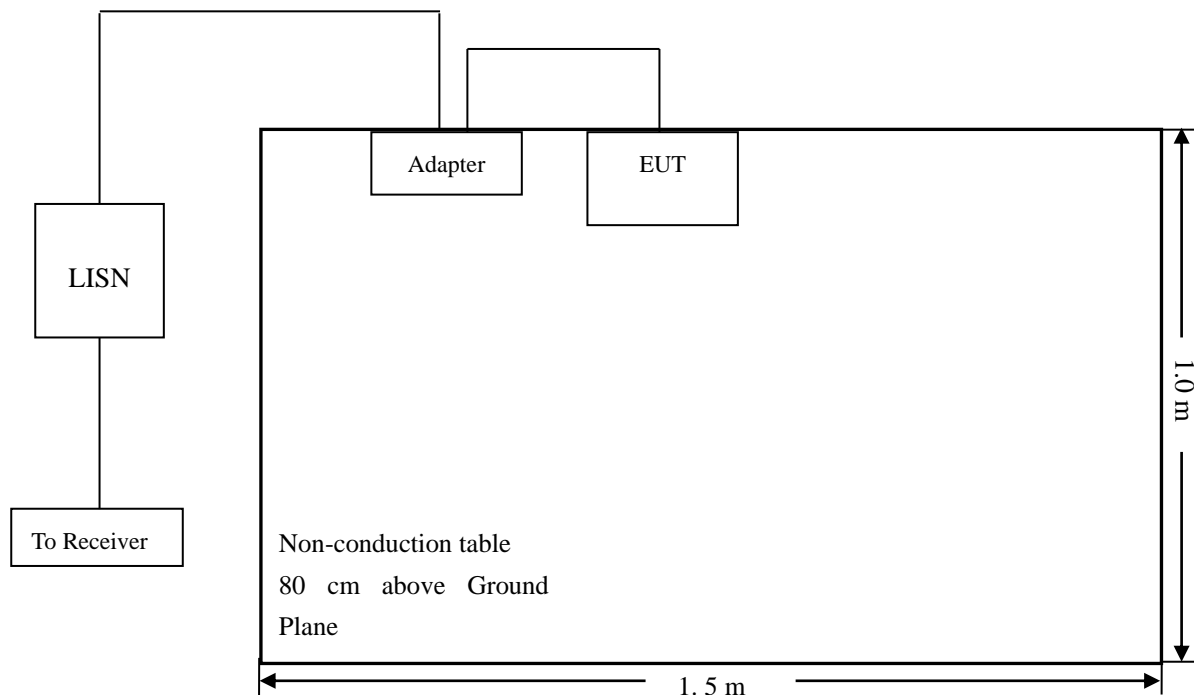 Adapter
EUT
LISN
1.0 m
To Receiver
Non-conduction table
80 cm above Ground
Plane
1. 5 m